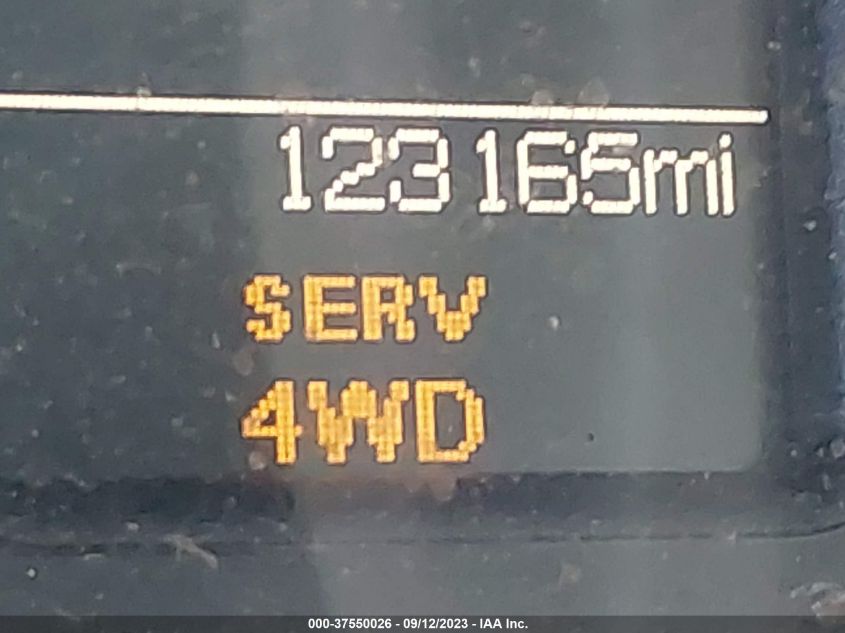 123165mi
SERV
4WD
000-37550026 - 09/12/2023 - IAA Inc.